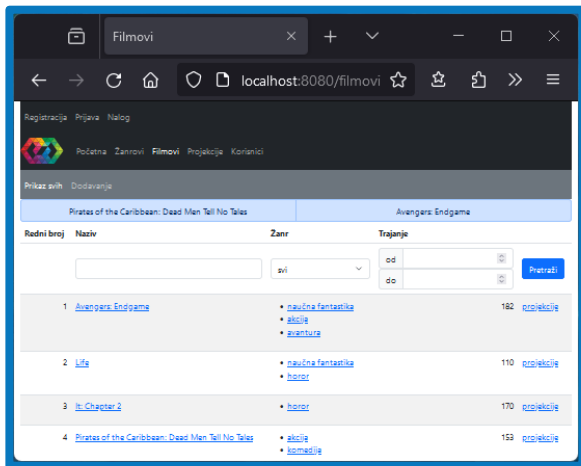 Filmovi
localhost:8080/filmovi
Registracija Prijava Nalog
Početna Žanrovi Filmovi Projekcije Korisnici
Prikaz svih Dodavanje
Pirates of the Caribbean: Dead Men Tell No Tales Avengers: Endgame
Redni broj Naziv Žanr Trajanje
od
svi Pretraži
do
1 Avengers: Endgame • naučna fantastika 182 projekcije
• akcija
• avantura
2 Life • naučna fantastika 110 projekcije
• horor
3 It: Chapter 2 • horor 170 projekcije
4 Pirates of the Caribbean: Dead Men Tell No Tales • akcija 153 projekcije
• komedija